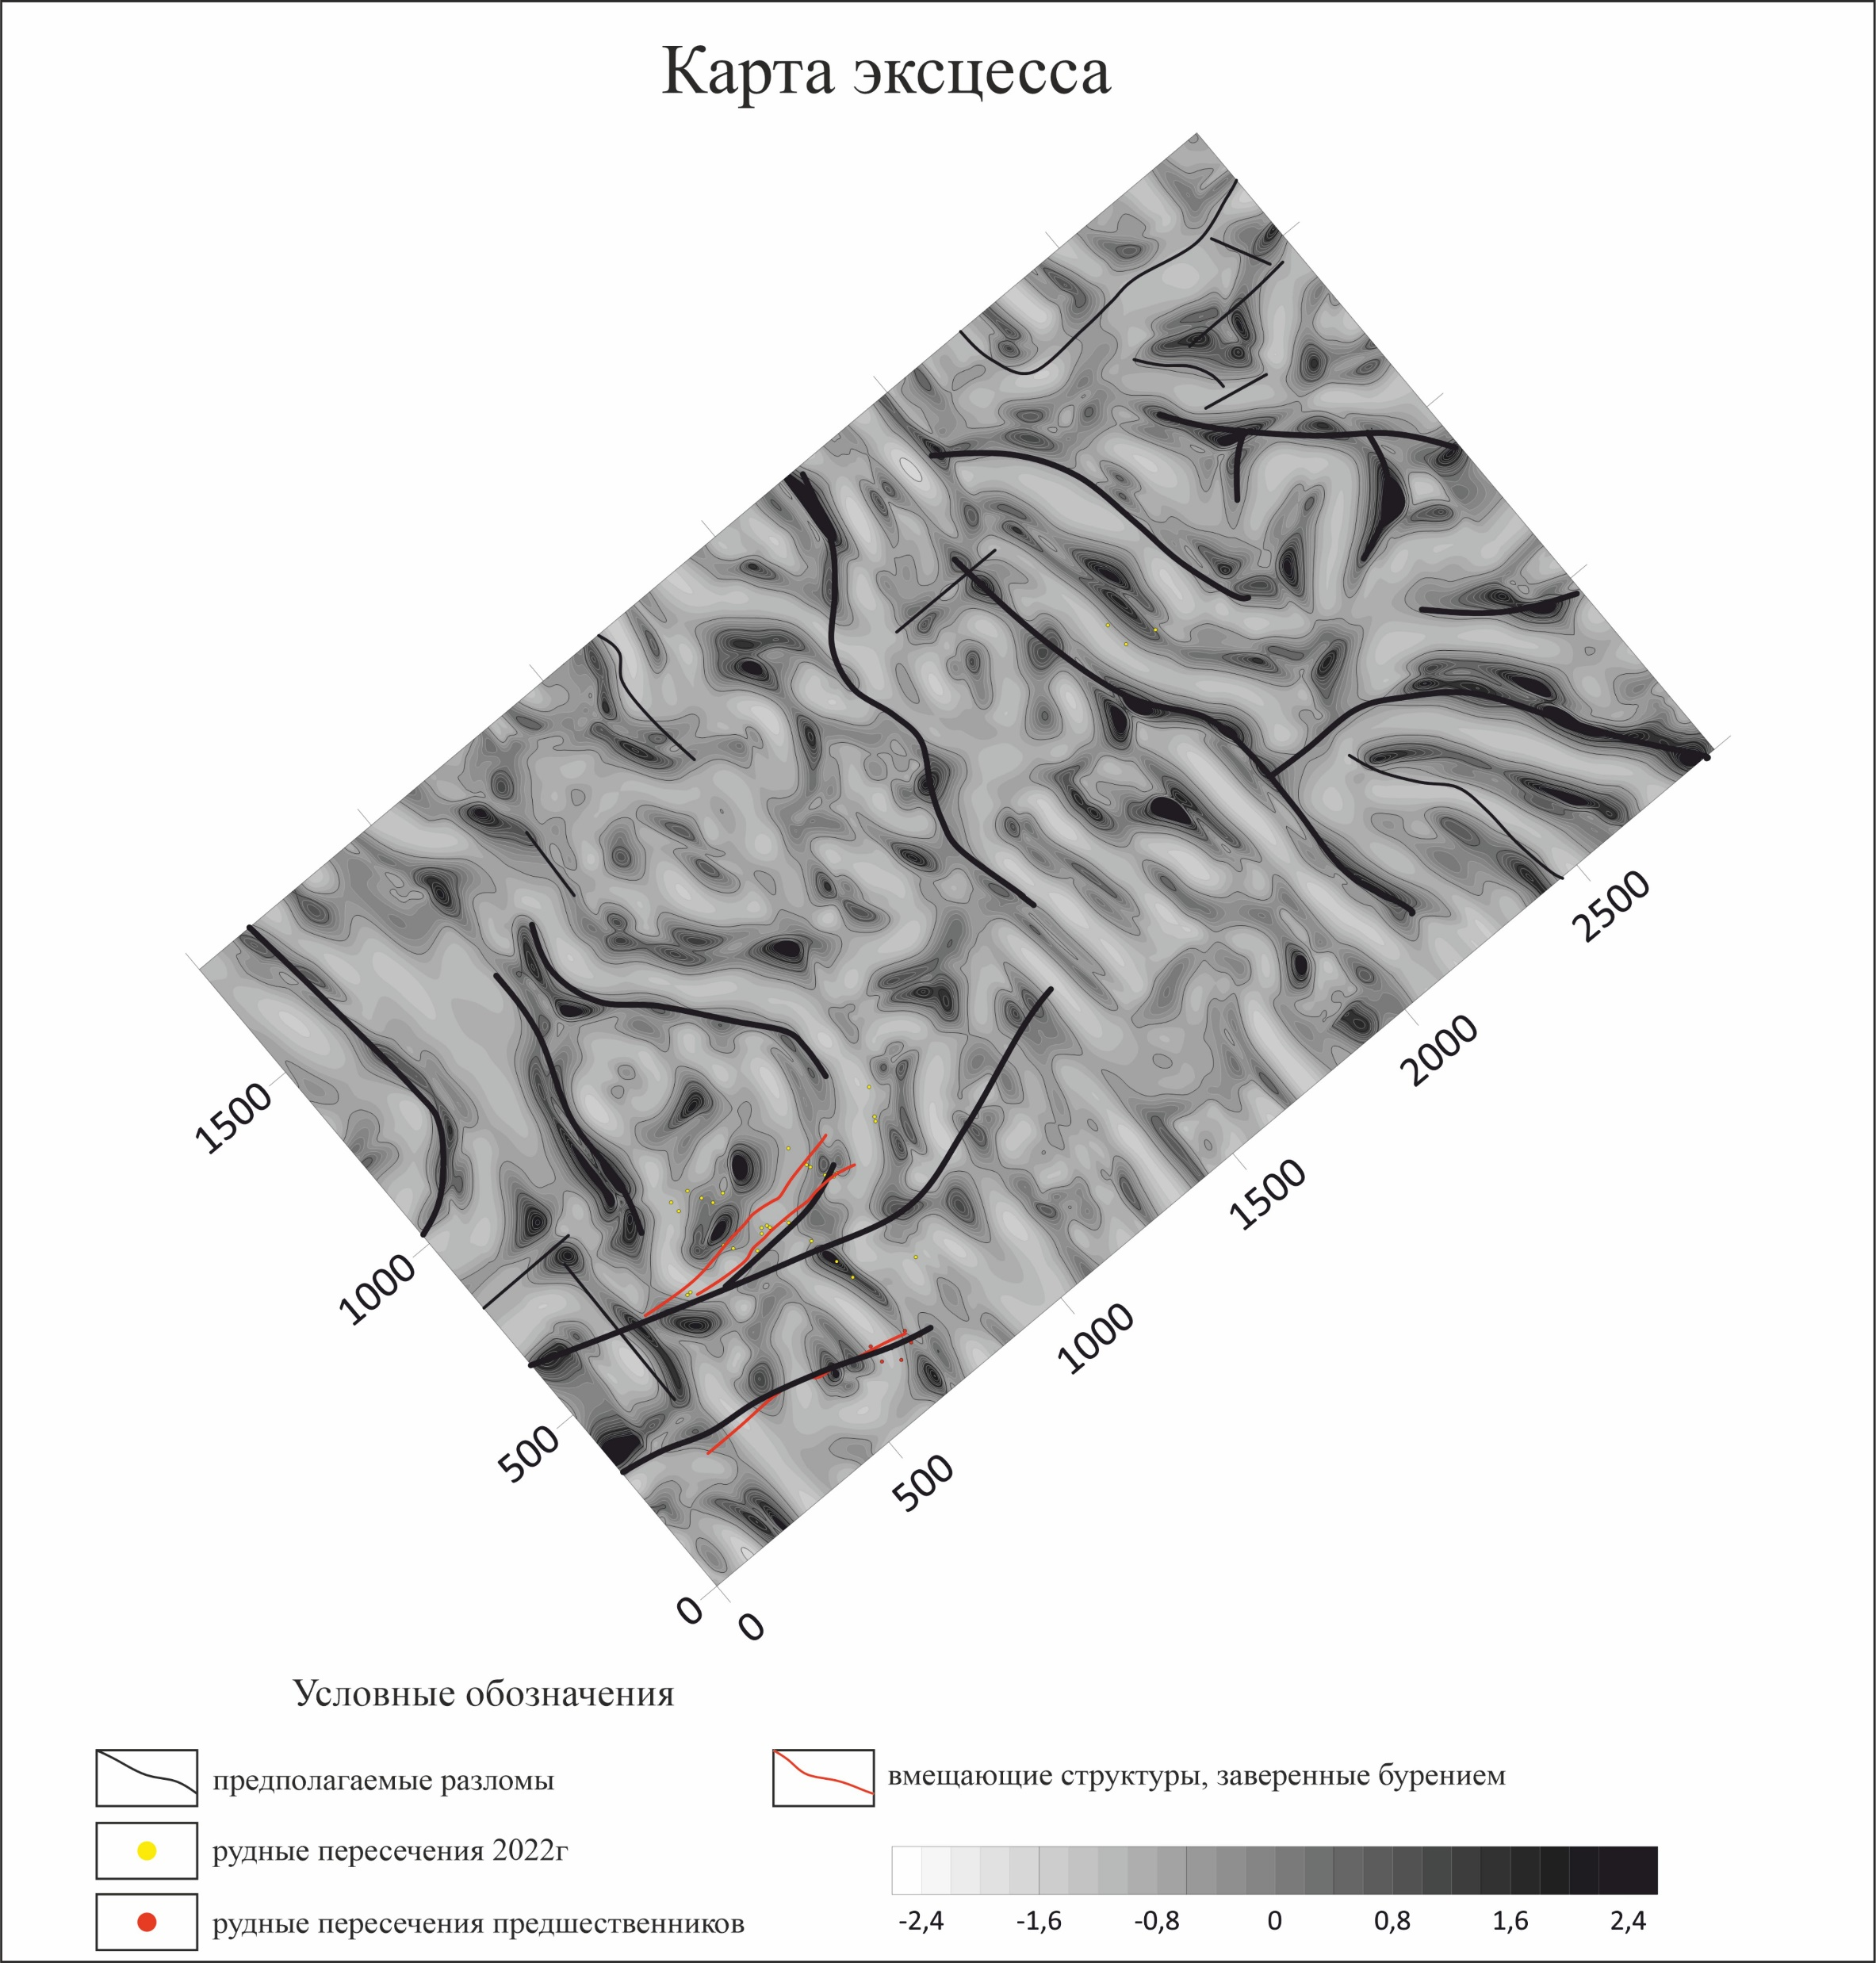 Карта эксцесса
1500
1000
500
0
0
500
1000
1500
2000
2500
Условные обозначения
предполагаемые разломы
вмещающие структуры, заверенные бурением
рудные пересечения 2022г
рудные пересечения предшественников
-2,4 -1,6 -0,8 0 0,8 1,6 2,4